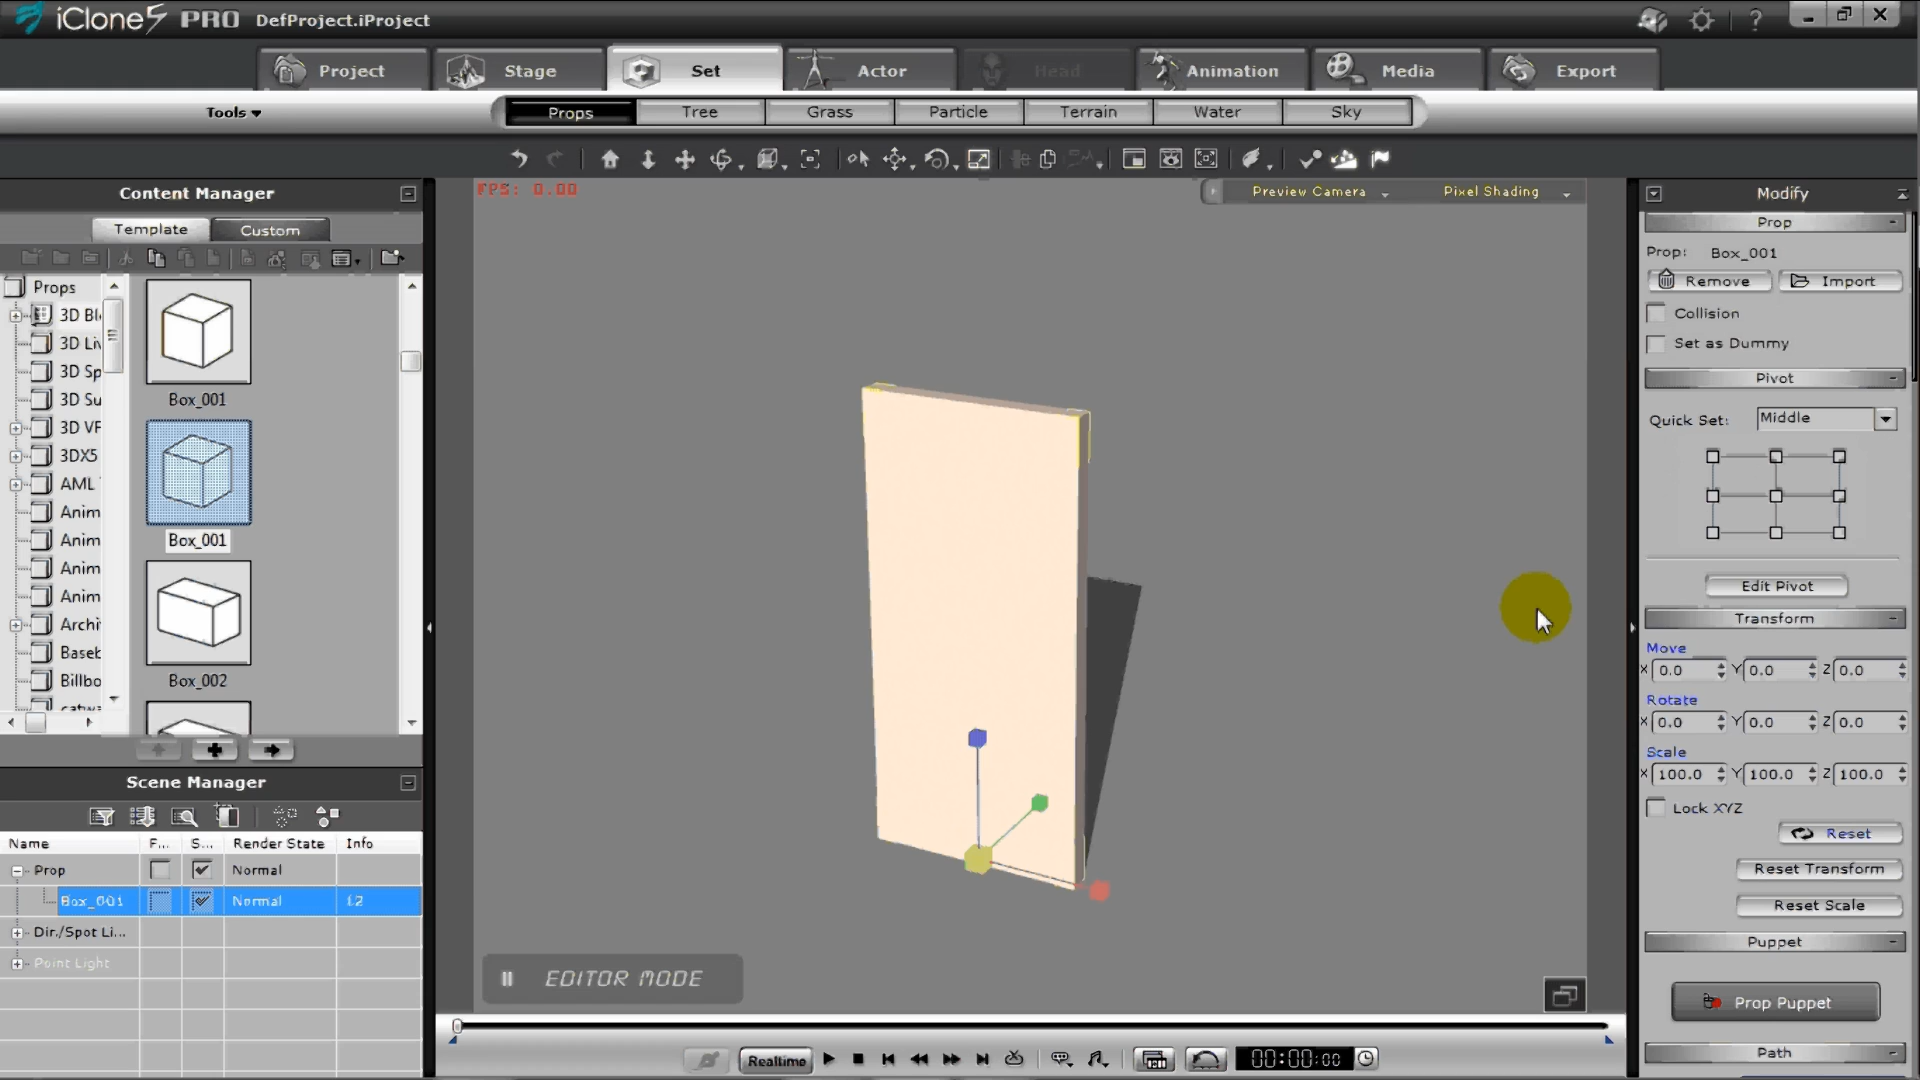 iClone5 PRO DefProject.iProject
Project Stage Set Actor Head Animation Media Export
Tools Props Tree Grass Particle Terrain Water Sky
Content Manager
Template Custom
Props
3D Bl
3D Liv
3D Sp
3D Su
3D VF
3DX5
AML
Anim
Anim
Anim
Anim
Archi
Baseb
Billbo
catwa
Box_001
Box_001
Box_002
Scene Manager
Name F... S... Render State Info
Prop Normal
Box_001 Normal 12
Dir./Spot Li...
Point Light
FPS: 0.00
Preview Camera Pixel Shading
EDITOR MODE
Realtime 00:00:00
Modify
Prop
Prop: Box_001
Remove Import
Collision
Set as Dummy
Pivot
Quick Set: Middle
Edit Pivot
Transform
Move
X 0.0 Y 0.0 Z 0.0
Rotate
X 0.0 Y 0.0 Z 0.0
Scale
X 100.0 Y 100.0 Z 100.0
Lock XYZ
Reset
Reset Transform
Reset Scale
Puppet
Prop Puppet
Path